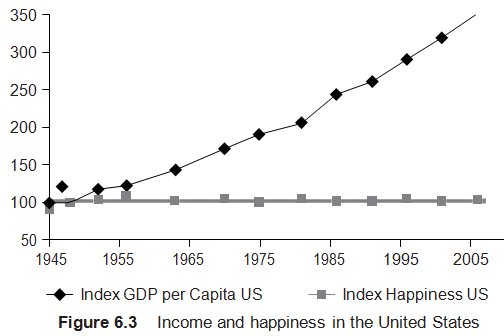 350
300
250
200
150
100
50
1945 1955 1965 1975 1985 1995 2005
Index GDP per Capita US Index Happiness US
Figure 6.3 Income and happiness in the United States